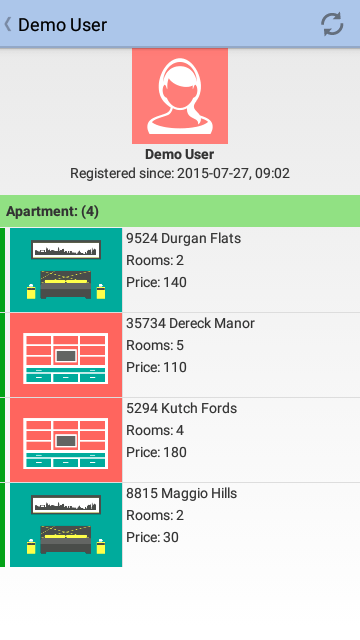 Demo User
Demo User
Registered since: 2015-07-27, 09:02
Apartment: (4)
9524 Durgan Flats
Rooms: 2
Price: 140
35734 Dereck Manor
Rooms: 5
Price: 110
5294 Kutch Fords
Rooms: 4
Price: 180
8815 Maggio Hills
Rooms: 2
Price: 30